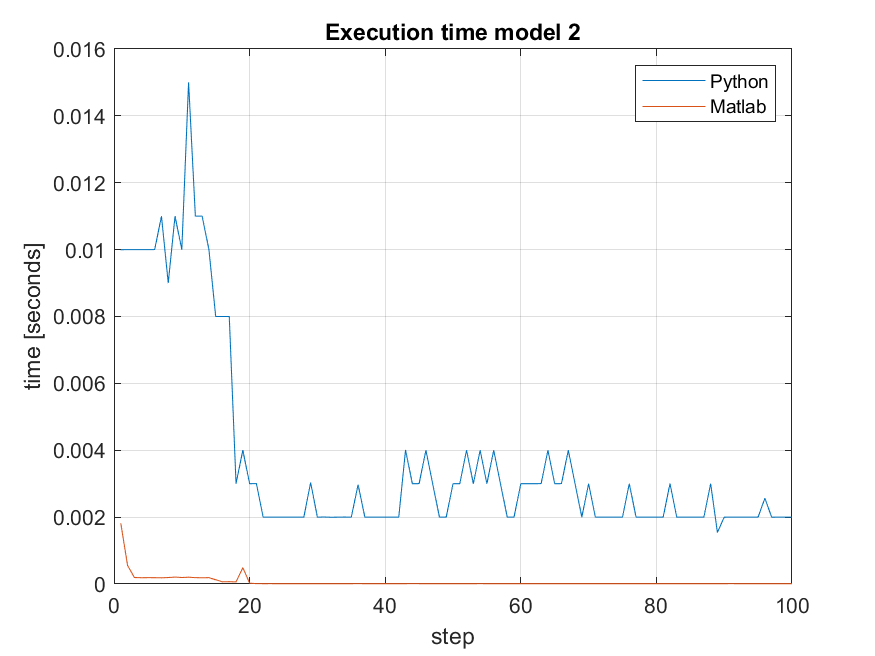 Execution time model 2
0.016
0.014
0.012
0.01
0.008
0.006
0.004
0.002
0
time [seconds]
Python
Matlab
0 20 40 60 80 100
step